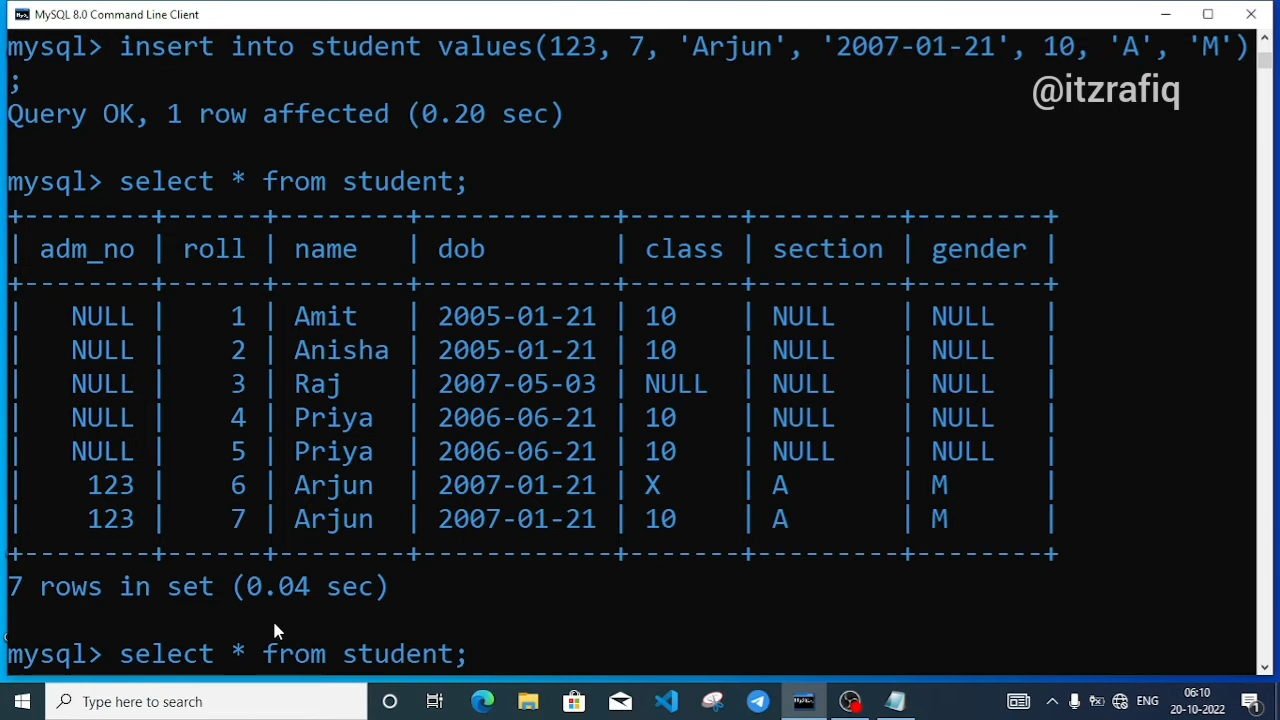 MySQL 8.0 Command Line Client
mysql> insert into student values(123, 7, 'Arjun', '2007-01-21', 10, 'A', 'M')
;
@itzrafiq
Query OK, 1 row affected (0.20 sec)
mysql> select * from student;
+--------+------+--------+------------+-------+---------+--------+
| adm_no | roll | name   | dob        | class | section | gender |
+--------+------+--------+------------+-------+---------+--------+
|   NULL |    1 | Amit   | 2005-01-21 | 10    | NULL    | NULL   |
|   NULL |    2 | Anisha | 2005-01-21 | 10    | NULL    | NULL   |
|   NULL |    3 | Raj    | 2007-05-03 | NULL  | NULL    | NULL   |
|   NULL |    4 | Priya  | 2006-06-21 | 10    | NULL    | NULL   |
|   NULL |    5 | Priya  | 2006-06-21 | 10    | NULL    | NULL   |
|    123 |    6 | Arjun  | 2007-01-21 | X     | A       | M      |
|    123 |    7 | Arjun  | 2007-01-21 | 10    | A       | M      |
+--------+------+--------+------------+-------+---------+--------+
7 rows in set (0.04 sec)
mysql> select * from student;
Type here to search
ENG
06:10
20-10-2022
1